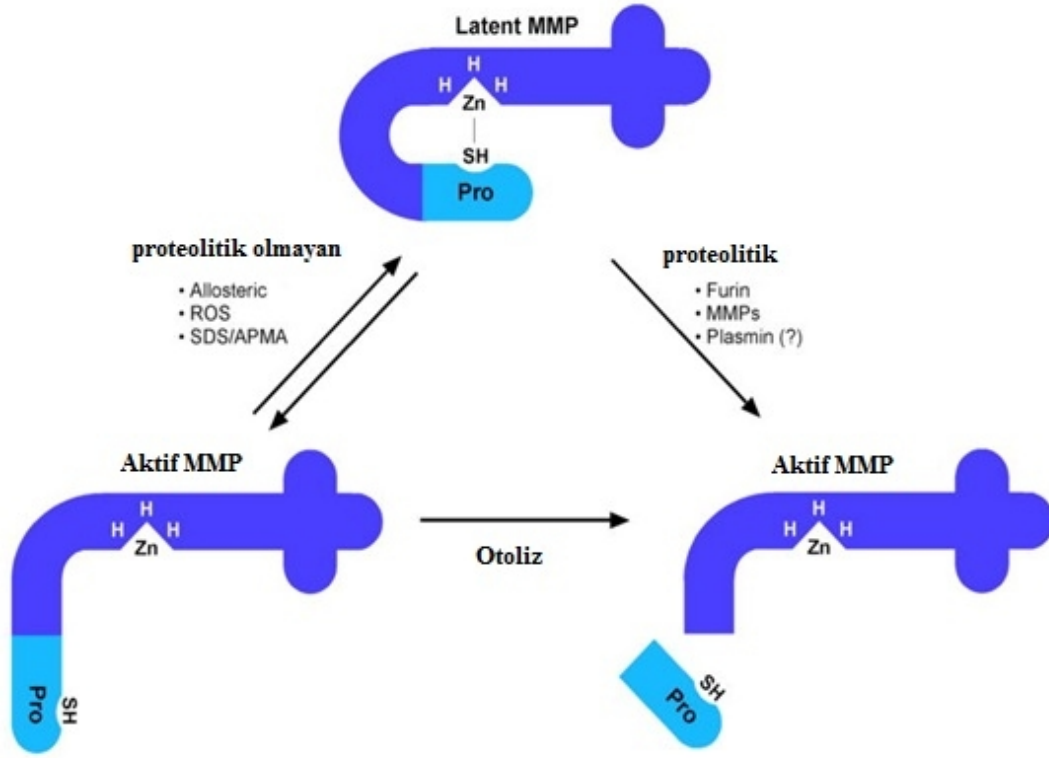 Latent MMP
H
H H
Zn
SH
Pro
proteolitik olmayan
• Allosteric
• ROS
• SDS/APMA
proteolitik
• Furin
• MMPs
• Plasmin (?)
Aktif MMP
H
H H
Zn
Pro
SH
Otoliz
Aktif MMP
H
H H
Zn
SH
Pro